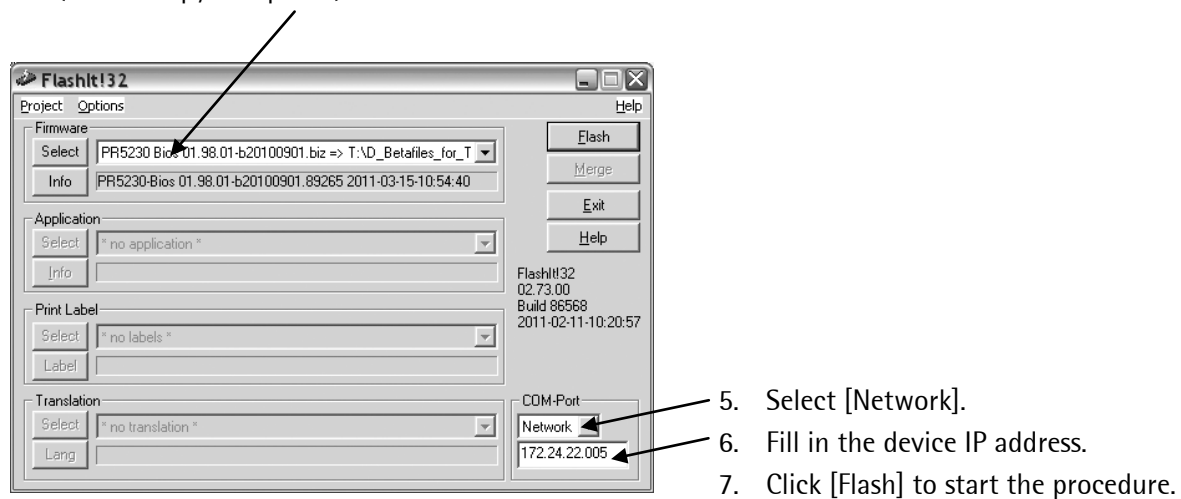 FlashIt!32
Project Options Help
Firmware
Select PR5230 Bios 01.98.01-b20100901.biz => T:\D_Betafiles_for_T
Info PR5230-Bios 01.98.01-b20100901.89265 2011-03-15-10:54:40
Flash
Merge
Exit
Help
Application
Select * no application *
Info
FlashIt!32
02.73.00
Build 86568
2011-02-11-10:20:57
Print Label
Select * no labels *
Label
Translation
Select * no translation *
Lang
COM-Port
Network
172.24.22.005
5. Select [Network].
6. Fill in the device IP address.
7. Click [Flash] to start the procedure.